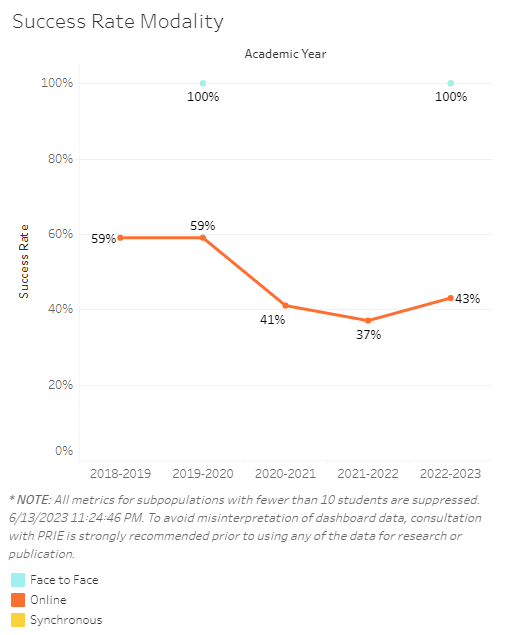 Success Rate Modality
Academic Year
100%
100%
100%
80%
60%
59%
59%
Success Rate
40%
41%
37%
43%
20%
0%
2018-2019 2019-2020 2020-2021 2021-2022 2022-2023
* NOTE: All metrics for subpopulations with fewer than 10 students are suppressed.
6/13/2023 11:24:46 PM. To avoid misinterpretation of dashboard data, consultation
with PRIE is strongly recommended prior to using any of the data for research or
publication.
Face to Face
Online
Synchronous